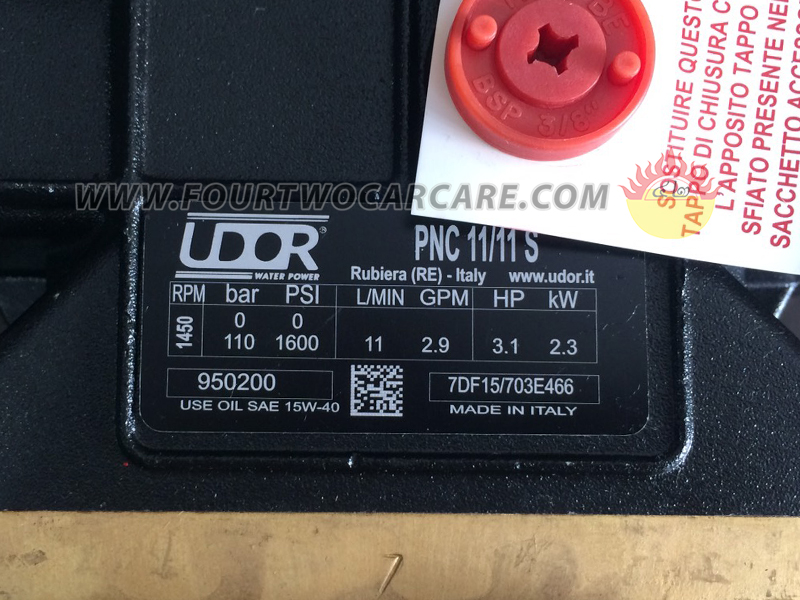 BSP 3/8"
SOSTITUIRE QUESTO
TAPPO DI CHIUSURA
L'APPOSITO TAPPO
SFIATO PRESENTE NEL
SACCHETTO
WWW.FOURTWOCARCARE.COM
UDOR®
WATER POWER
PNC 11/11 S
Rubiera (RE) - Italy www.udor.it
RPM bar PSI L/MIN GPM HP kW
1450 0 0
110 1600 11 2.9 3.1 2.3
950200 7DF15/703E466
USE OIL SAE 15W-40 MADE IN ITALY